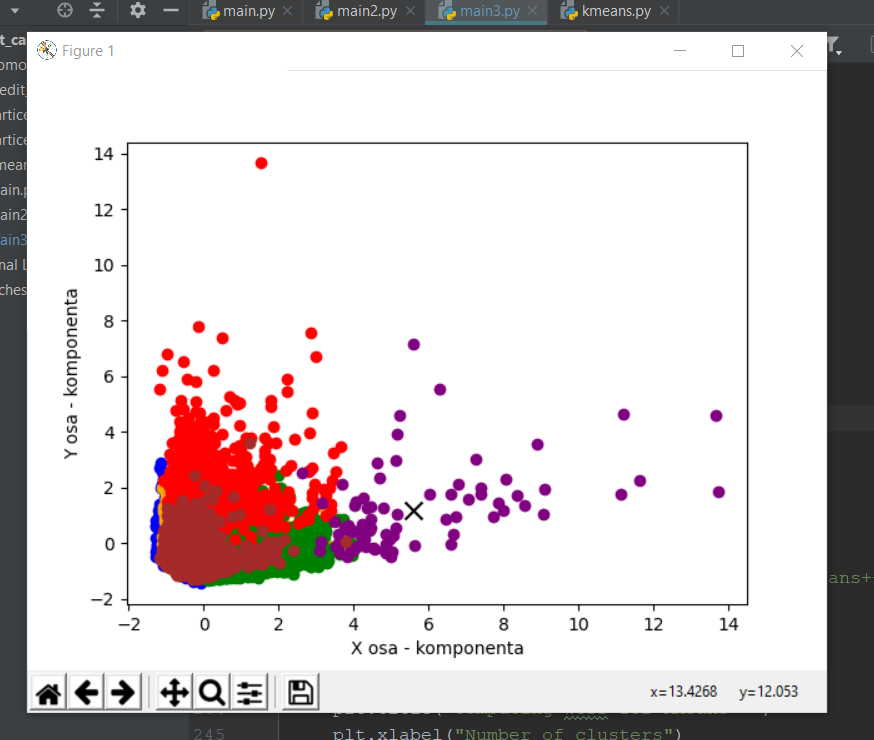 main.py
main2.py
main3.py
kmeans.py
Figure 1
14
12
10
8
6
4
2
0
−2
Y osa - komponenta
−2 0 2 4 6 8 10 12 14
X osa - komponenta
x=13.4268 y=12.053
245 plt.xlabel("Number of clusters")